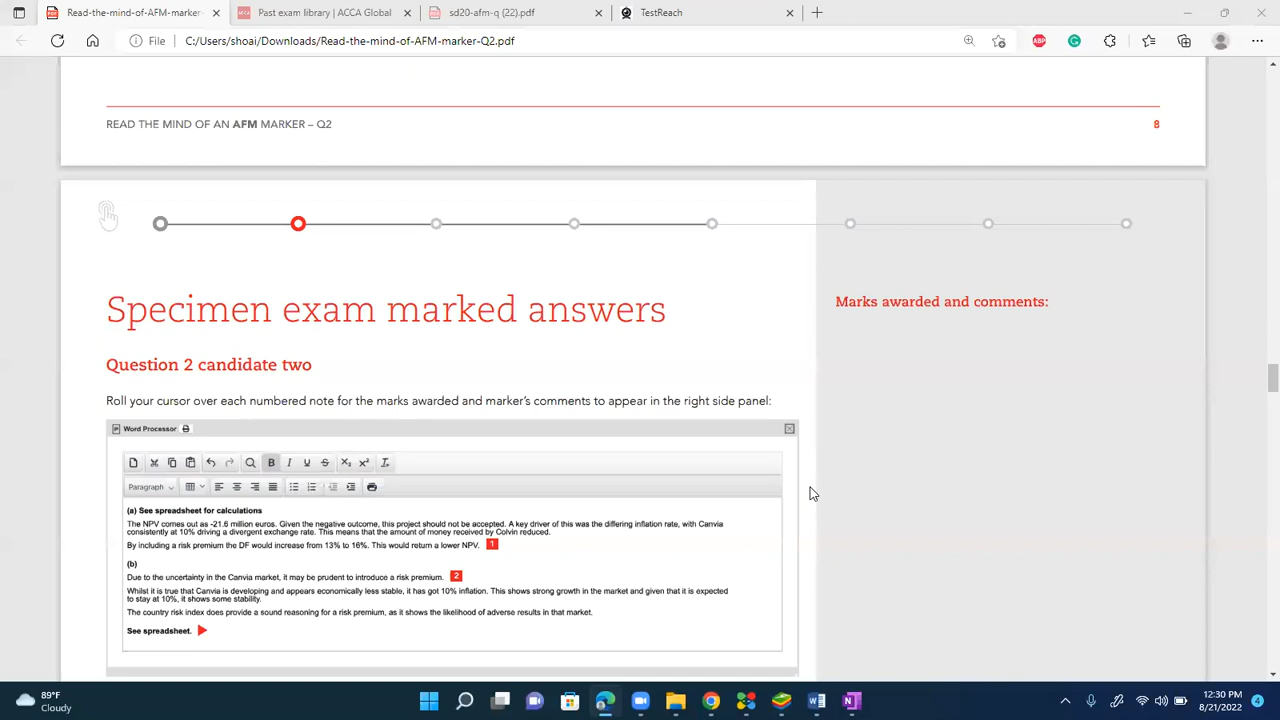 Specimen exam marked-
Past exam library | ACCA Global
sd20-afm-q (22).pdf
TestReach
File
C:/Users/shoai/Downloads/Read-the-mind-of-AFM-marker-Q2.pdf
ABP
READ THE MIND OF AN AFM MARKER – Q2
8
Specimen exam marked answers
Marks awarded and comments:
Question 2 candidate two
Roll your cursor over each numbered note for the marks awarded and marker's comments to appear in the right side panel:
Word Processor
Paragraph
(a) See spreadsheet for calculations
The NPV comes out as -21.6 million euros. Given the negative outcome, this project should not be accepted. A key driver of this was the differing inflation rate, with Canvia
consistently at 10% driving a divergent exchange rate. This means that the amount of money received by Colvin reduced.
By including a risk premium the DF would increase from 13% to 16%. This would return a lower NPV. 1
(b)
Due to the uncertainty in the Canvia market, it may be prudent to introduce a risk premium. 2
Whilst it is true that Canvia is developing and appears economically less stable, it has got 10% inflation. This shows strong growth in the market and given that it is expected
to stay at 10%, it shows some stability.
The country risk index does provide a sound reasoning for a risk premium, as it shows the likelihood of adverse results in that market.
See spreadsheet.
89°F
Cloudy
12:30 PM
8/21/2022
4